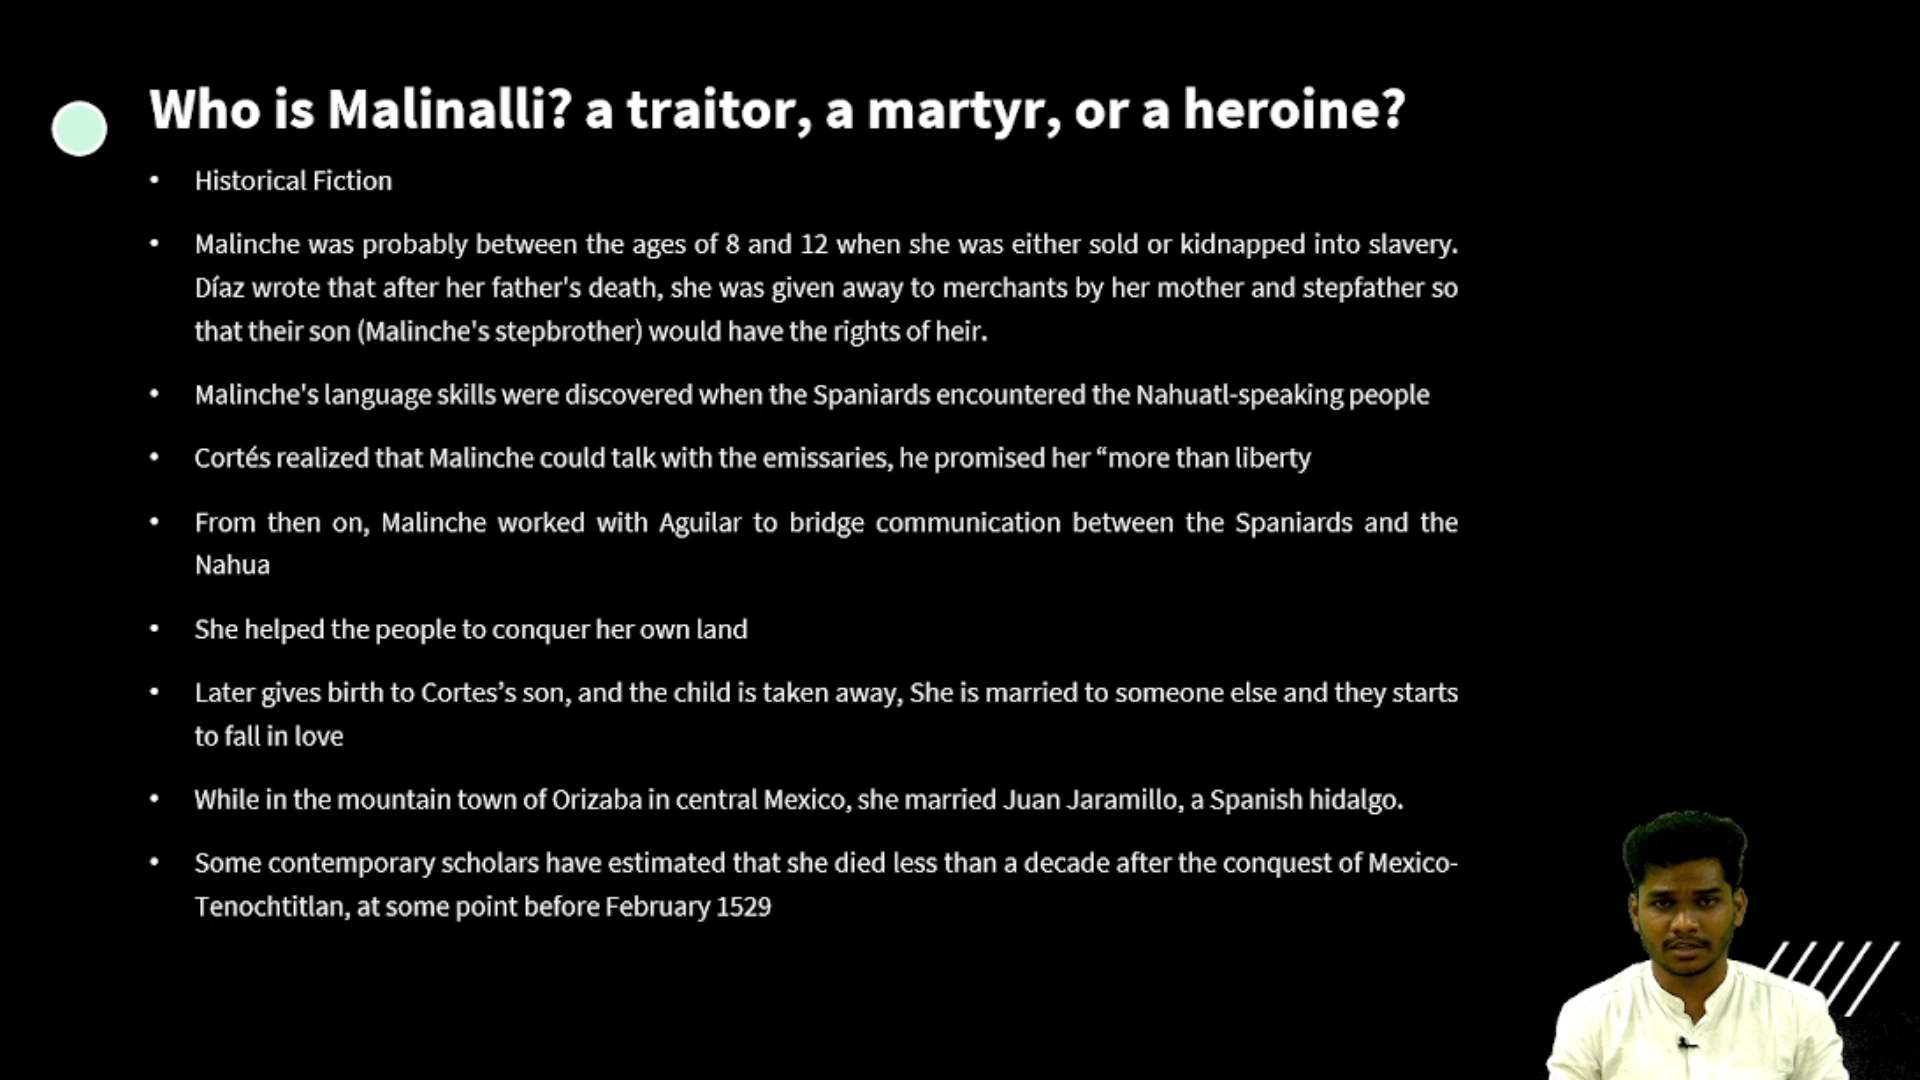 Who is Malinalli? a traitor, a martyr, or a heroine?
• Historical Fiction
• Malinche was probably between the ages of 8 and 12 when she was either sold or kidnapped into slavery.
Díaz wrote that after her father's death, she was given away to merchants by her mother and stepfather so
that their son (Malinche's stepbrother) would have the rights of heir.
• Malinche's language skills were discovered when the Spaniards encountered the Nahuatl-speaking people
• Cortés realized that Malinche could talk with the emissaries, he promised her “more than liberty
• From then on, Malinche worked with Aguilar to bridge communication between the Spaniards and the
Nahua
• She helped the people to conquer her own land
• Later gives birth to Cortes’s son, and the child is taken away, She is married to someone else and they starts
to fall in love
• While in the mountain town of Orizaba in central Mexico, she married Juan Jaramillo, a Spanish hidalgo.
• Some contemporary scholars have estimated that she died less than a decade after the conquest of Mexico-
Tenochtitlan, at some point before February 1529